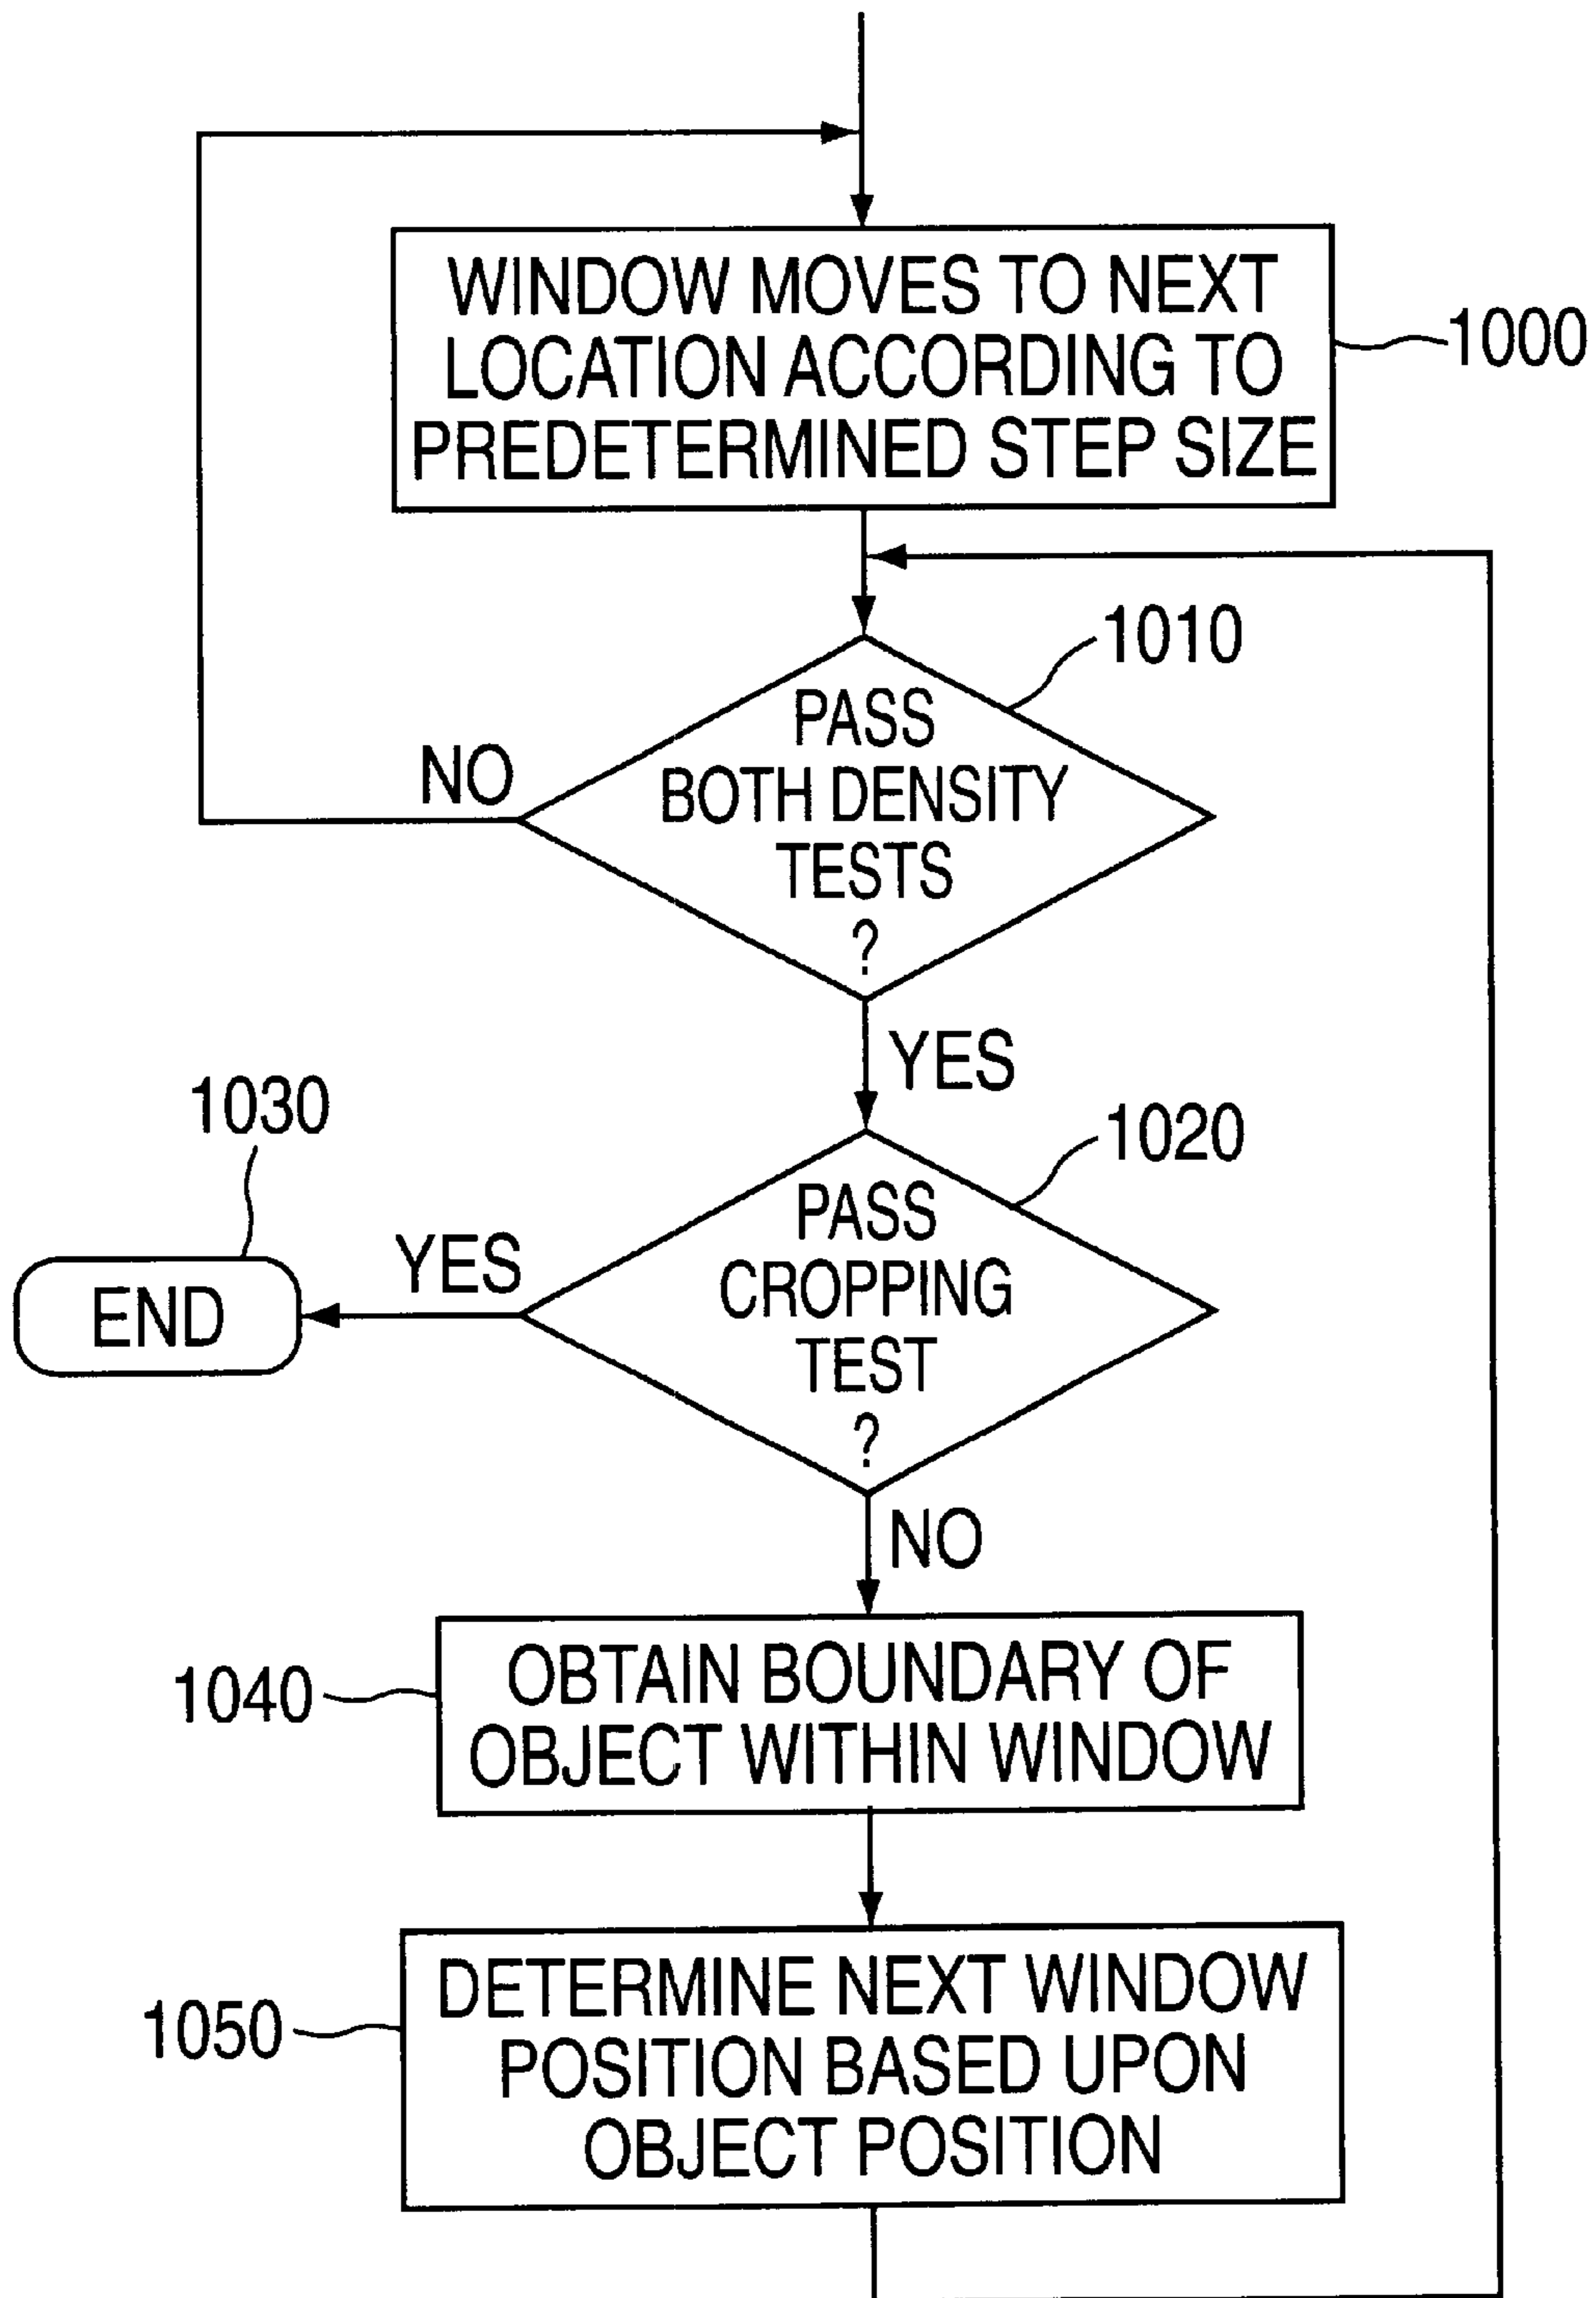 WINDOW MOVES TO NEXT
LOCATION ACCORDING TO
PREDETERMINED STEP SIZE
1000
1010
PASS
BOTH DENSITY
TESTS
?
NO
YES
1030
1020
PASS
CROPPING
TEST
?
YES
END
NO
1040
OBTAIN BOUNDARY OF
OBJECT WITHIN WINDOW
1050
DETERMINE NEXT WINDOW
POSITION BASED UPON
OBJECT POSITION